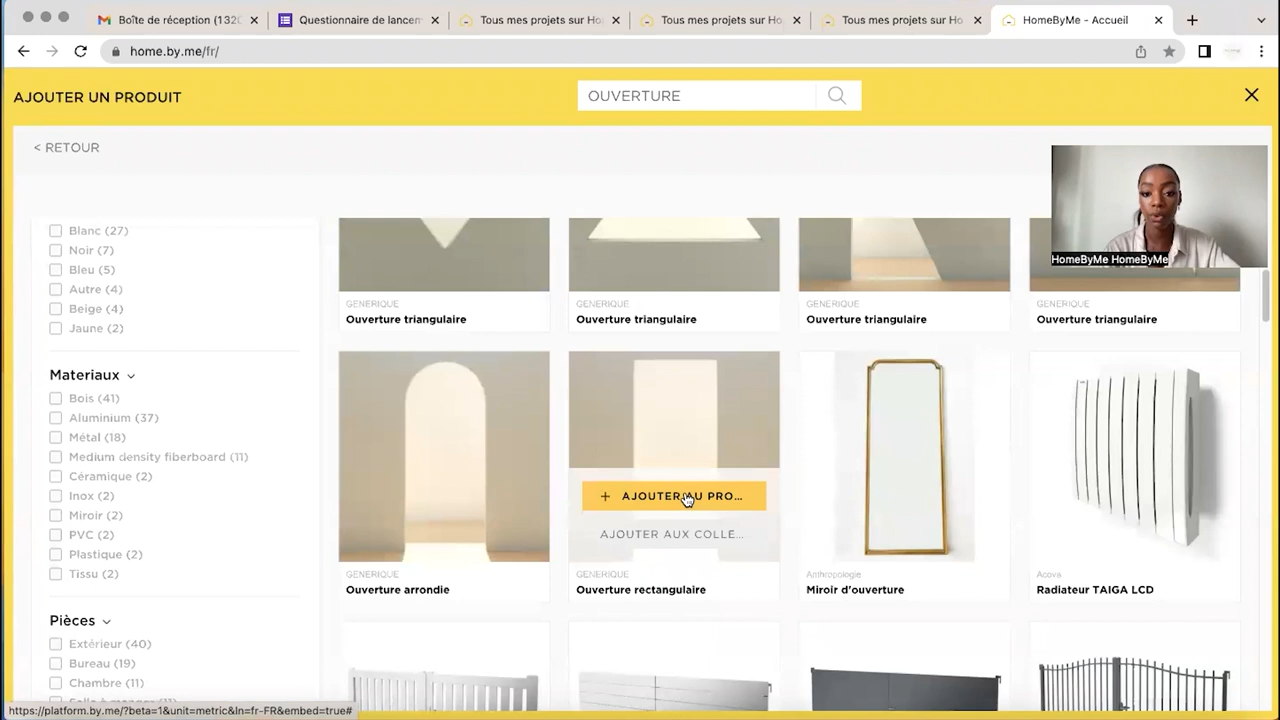 Boîte de réception (1 320
Questionnaire de lancem
Tous mes projets sur Ho
Tous mes projets sur Ho
Tous mes projets sur Ho
HomeByMe - Accueil
home.by.me/fr/
AJOUTER UN PRODUIT
OUVERTURE
< RETOUR
HomeByMe HomeByMe
Blanc (27)
Noir (7)
Bleu (5)
Autre (4)
Beige (4)
Jaune (2)
Materiaux
Bois (41)
Aluminium (37)
Métal (18)
Medium density fiberboard (11)
Céramique (2)
Inox (2)
Miroir (2)
PVC (2)
Plastique (2)
Tissu (2)
Pièces
Extérieur (40)
Bureau (19)
Chambre (11)
GENERIQUE
Ouverture triangulaire
GENERIQUE
Ouverture triangulaire
GENERIQUE
Ouverture triangulaire
GENERIQUE
Ouverture triangulaire
+ AJOUTER AU PRO...
AJOUTER AUX COLLE...
GENERIQUE
Ouverture arrondie
GENERIQUE
Ouverture rectangulaire
Anthropologie
Miroir d'ouverture
Acova
Radiateur TAIGA LCD
https://platform.by.me/?beta=1&unit=metric&ln=fr-FR&embed=true#